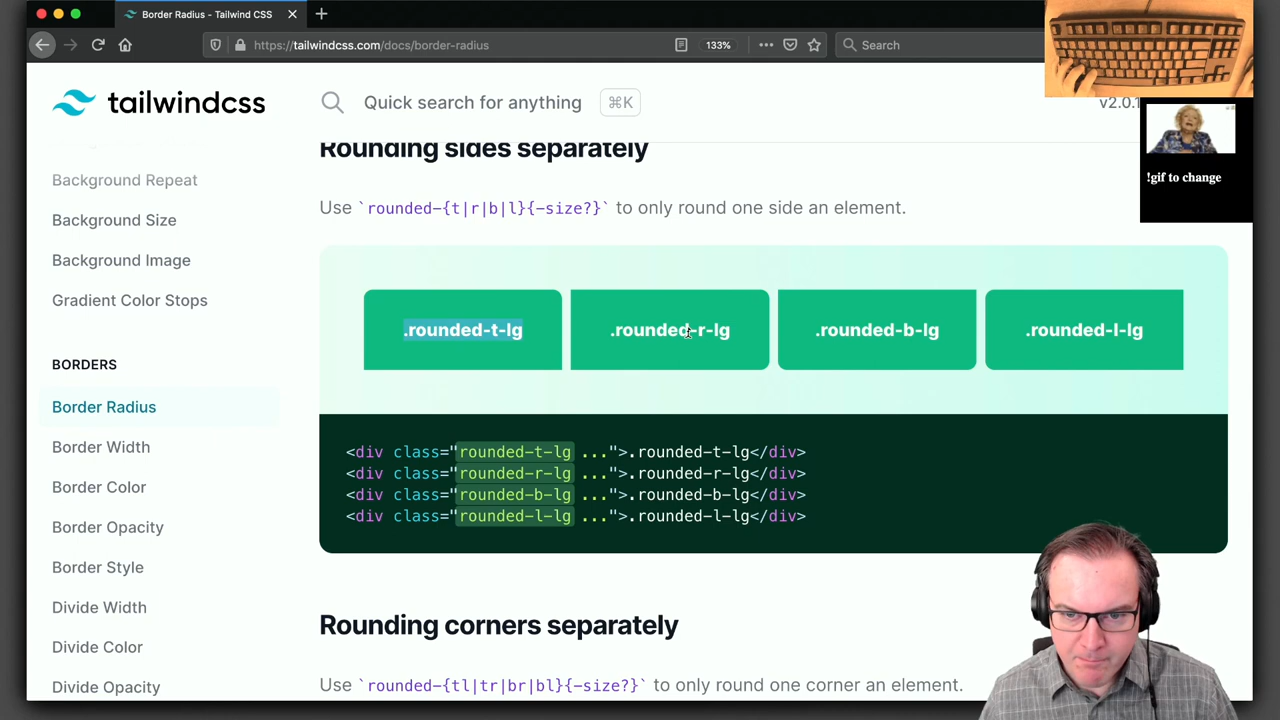 Border Radius - Tailwind CSS
https://tailwindcss.com/docs/border-radius
133%
Search
tailwindcss
Quick search for anything
⌘K
v2.0.1
Rounding sides separately
Background Repeat
Background Size
Background Image
Gradient Color Stops
BORDERS
Border Radius
Border Width
Border Color
Border Opacity
Border Style
Divide Width
Divide Color
Divide Opacity
Use `rounded-{t|r|b|l}{-size?}` to only round one side an element.
.rounded-t-lg
.rounded-r-lg
.rounded-b-lg
.rounded-l-lg
<div class="rounded-t-lg ...">.rounded-t-lg</div>
<div class="rounded-r-lg ...">.rounded-r-lg</div>
<div class="rounded-b-lg ...">.rounded-b-lg</div>
<div class="rounded-l-lg ...">.rounded-l-lg</div>
Rounding corners separately
Use `rounded-{tl|tr|br|bl}{-size?}` to only round one corner an element.
!gif to change